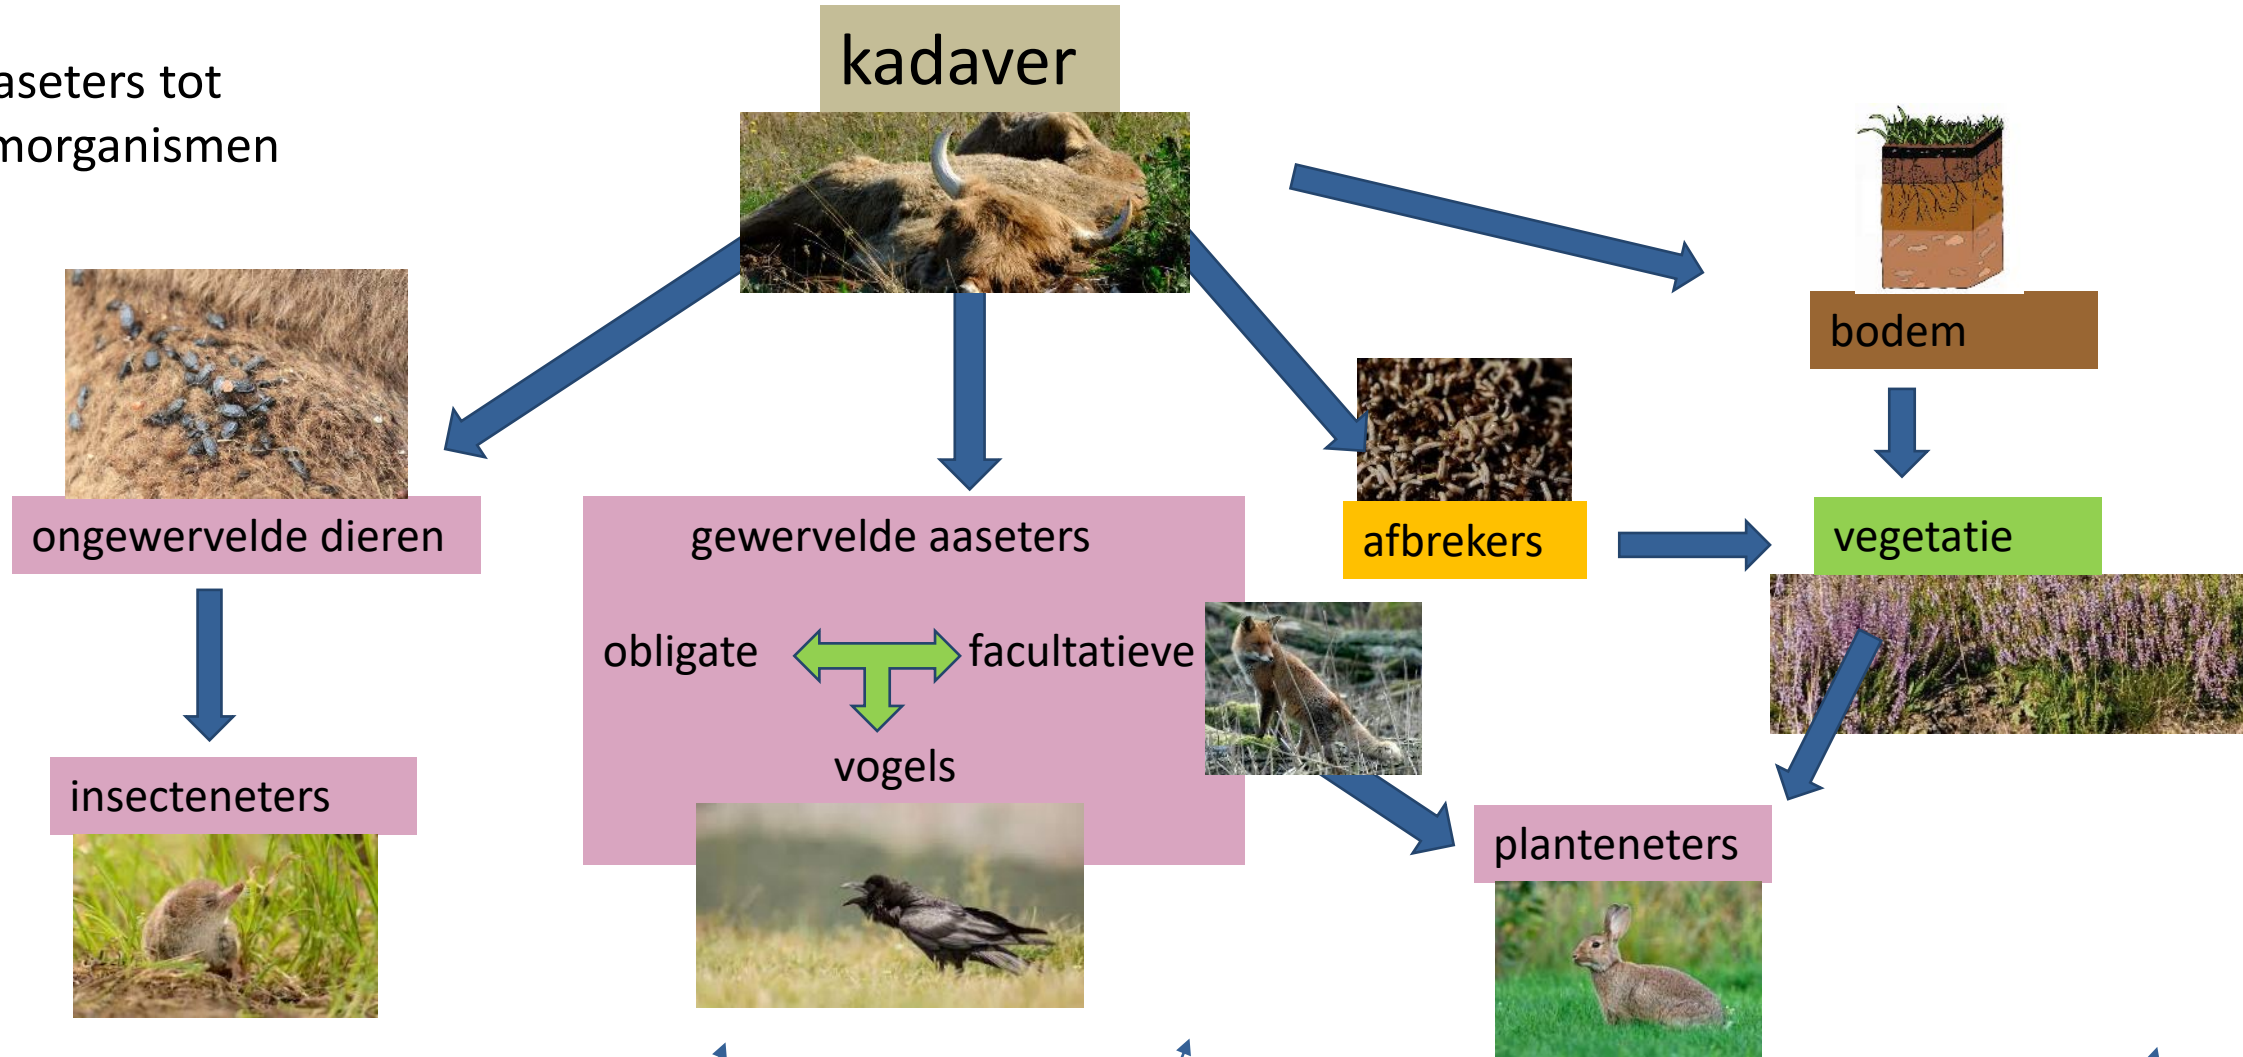 kadaver
aseters tot
morganismen
bodem
ongewervelde dieren
gewervelde aaseters
afbrekers
vegetatie
obligate
facultatieve
vogels
insecteneters
planteneters